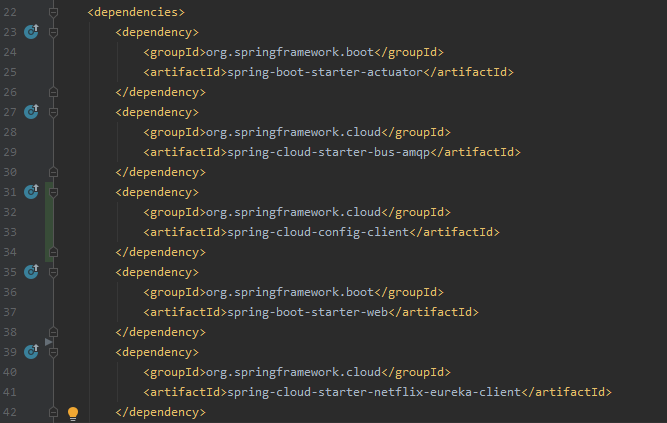 22 <dependencies>
23 <dependency>
24 <groupId>org.springframework.boot</groupId>
25 <artifactId>spring-boot-starter-actuator</artifactId>
26 </dependency>
27 <dependency>
28 <groupId>org.springframework.cloud</groupId>
29 <artifactId>spring-cloud-starter-bus-amqp</artifactId>
30 </dependency>
31 <dependency>
32 <groupId>org.springframework.cloud</groupId>
33 <artifactId>spring-cloud-config-client</artifactId>
34 </dependency>
35 <dependency>
36 <groupId>org.springframework.boot</groupId>
37 <artifactId>spring-boot-starter-web</artifactId>
38 </dependency>
39 <dependency>
40 <groupId>org.springframework.cloud</groupId>
41 <artifactId>spring-cloud-starter-netflix-eureka-client</artifactId>
42 </dependency>